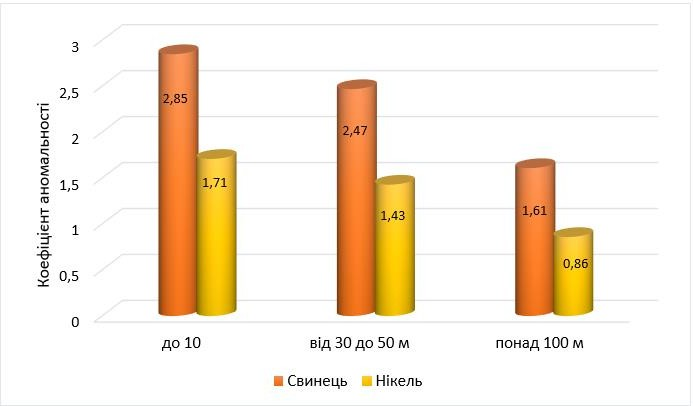 Коефіцієнт аномальності
3
2,5
2
1,5
1
0,5
0
2,85
1,71
2,47
1,43
1,61
0,86
до 10
від 30 до 50 м
понад 100 м
Свинець
Нікель